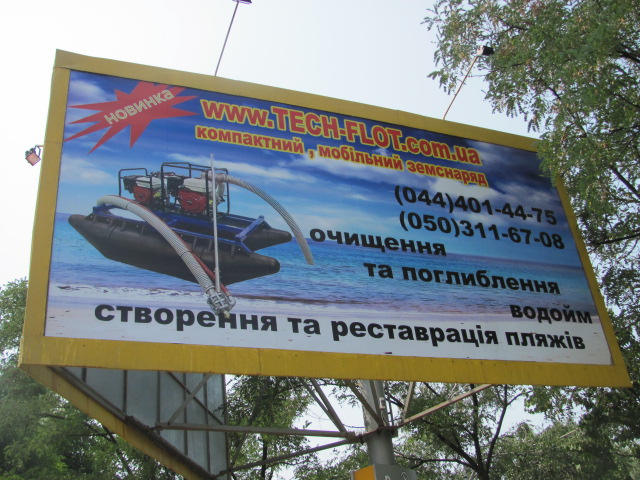 новинка
www.TECH-FLOT.com.ua
компактний , мобільний земснаряд
(044)401-44-75
(050)311-67-08
очищення
та поглиблення
водойм
створення та реставрація пляжів